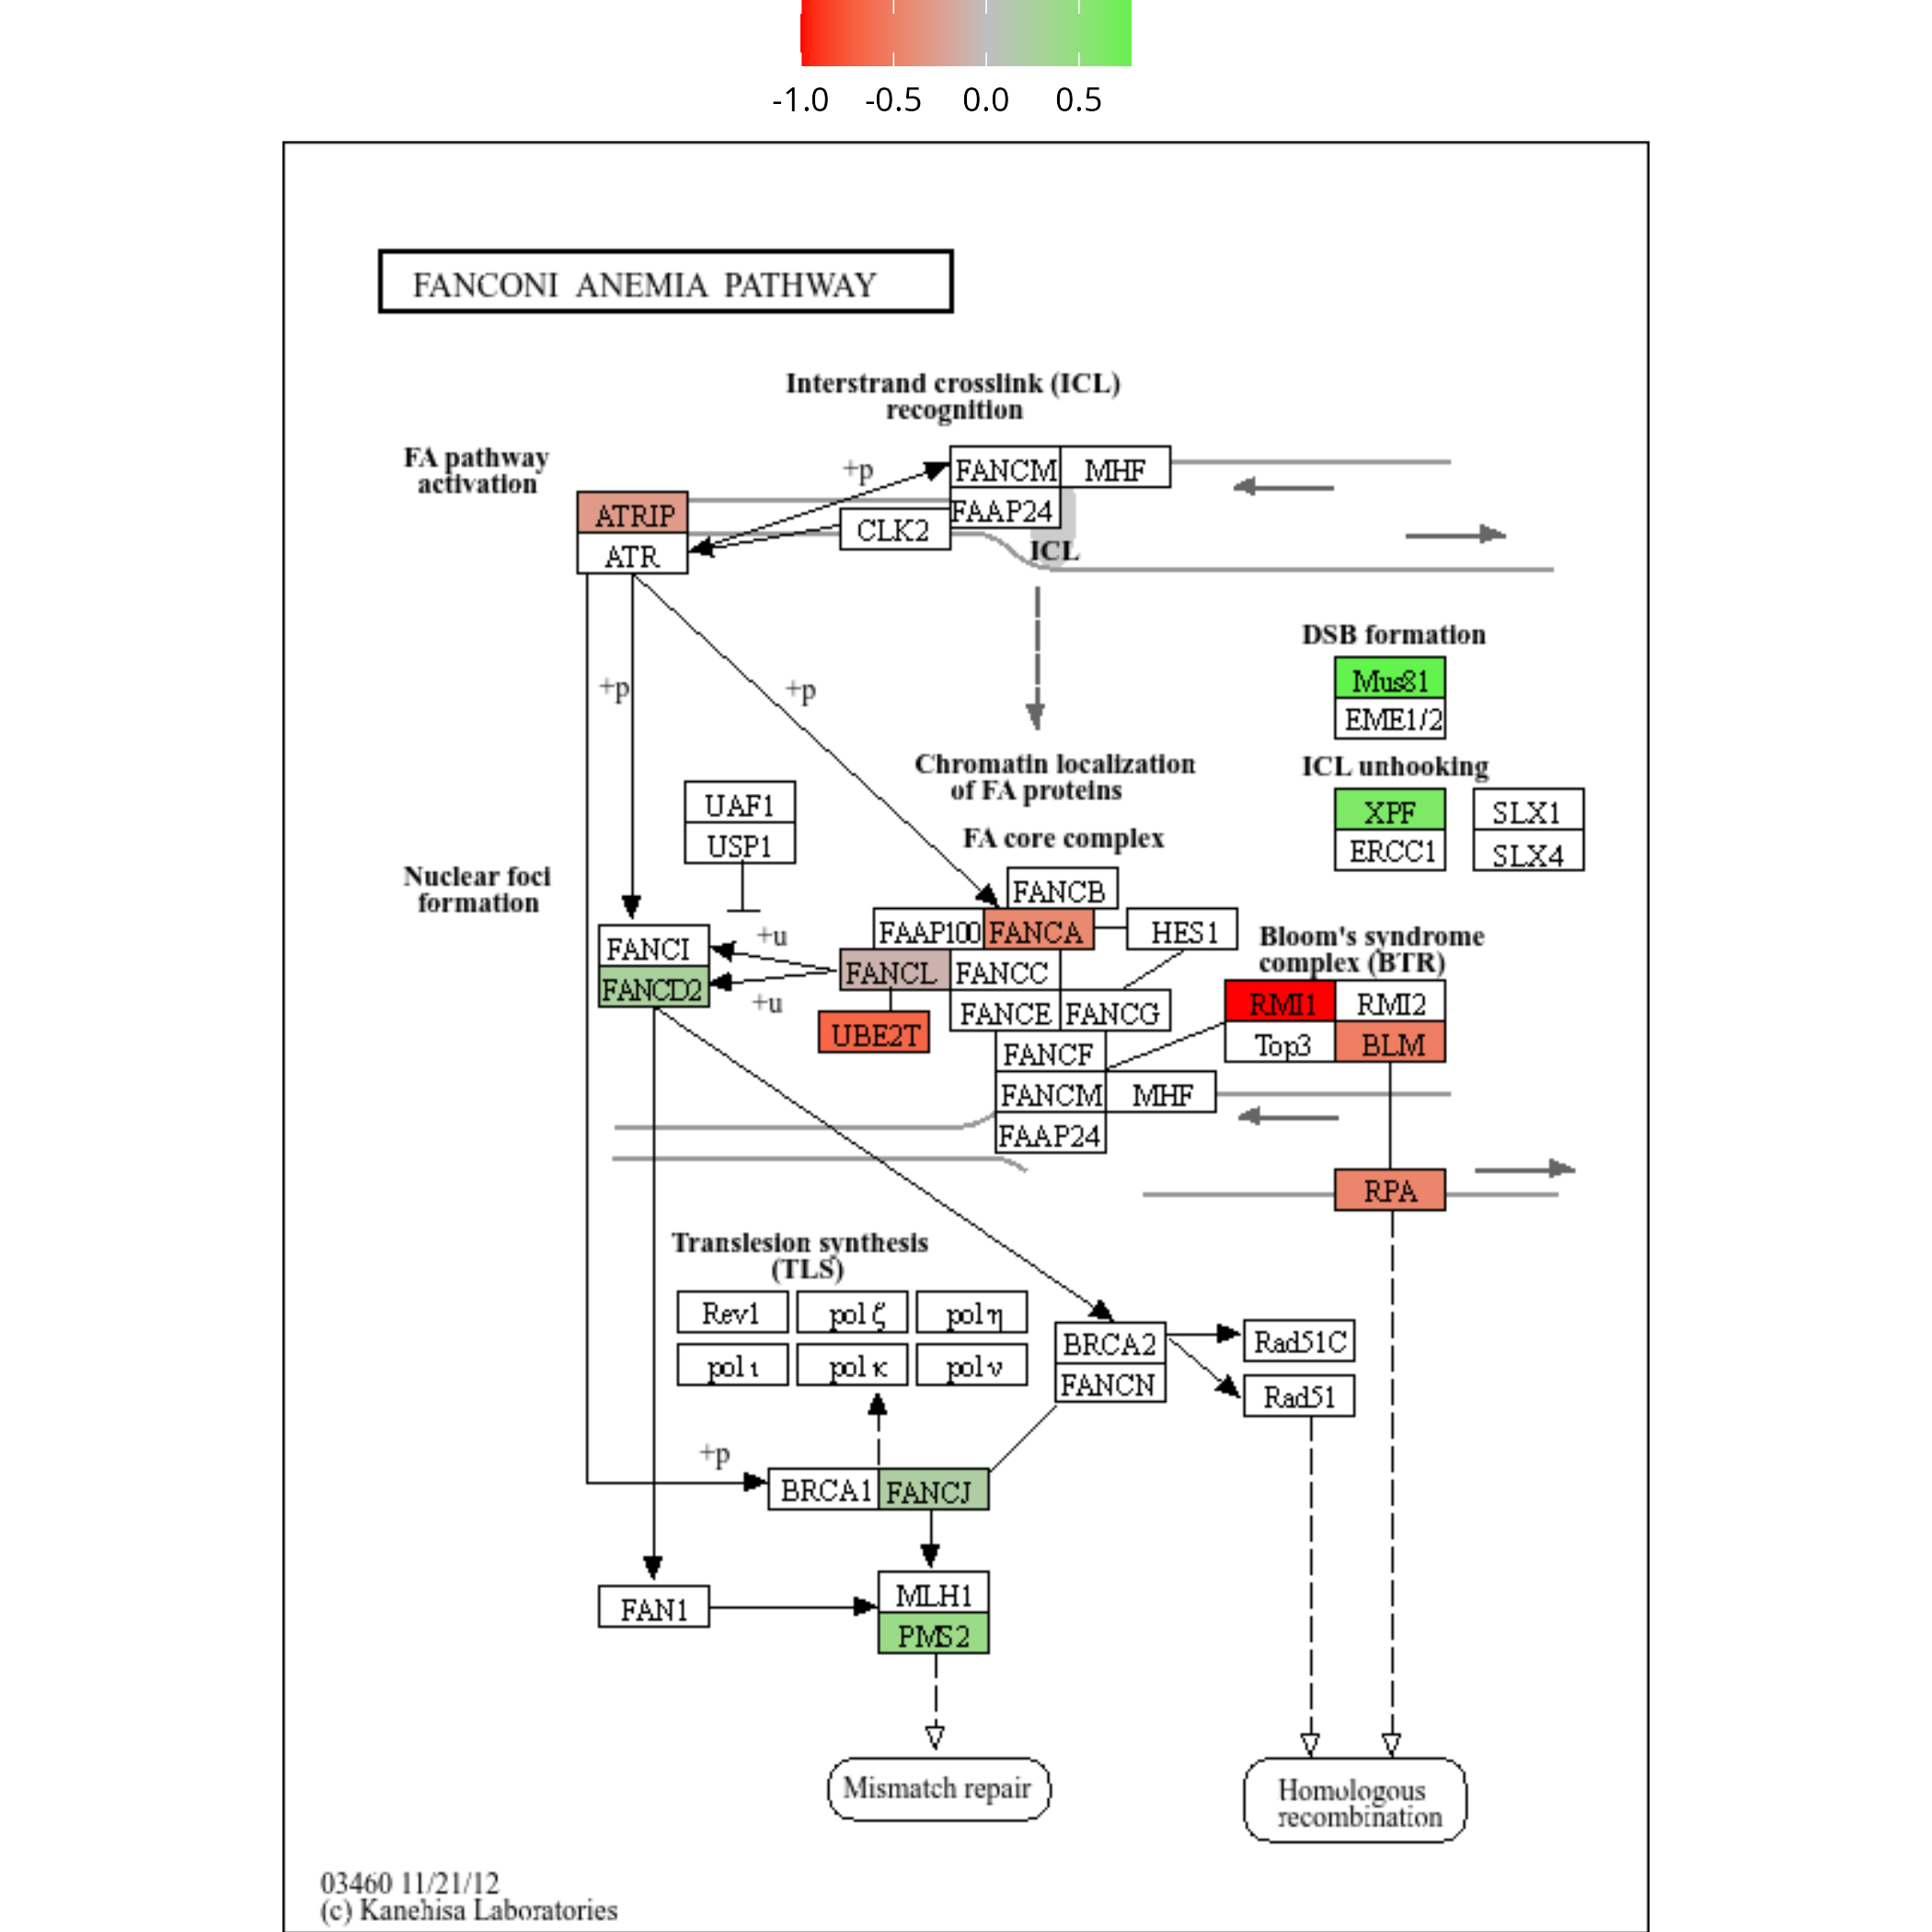 -1.0 -0.5 0.0 0.5
FANCONI ANEMIA PATHWAY
Interstrand crosslink (ICL)
recognition
FA pathway
activation
+p
FANCM MHF
ATRIP
FAAP24
CLK2
ATR
ICL
DSB formation
+p
+p
Mus81
EME1/2
Chromatin localization
of FA proteins
ICL unhooking
UAF1
XPF
SLX1
USP1
FA core complex
ERCC1
SLX4
Nuclear foci
formation
FANCB
FAAP100 FANCA
HES1
Bloom's syndrome
complex (BTR)
FANCI
+u
FANCL FANCC
FANCD2
+u
RMI1 RMI2
FANCE FANCG
UBE2T
Top3 BLM
FANCF
FANCM MHF
FAAP24
RPA
Translesion synthesis
(TLS)
Rev1 pol ζ pol η
BRCA2
Rad51C
pol ι pol κ pol ν
FANCN
Rad51
+p
BRCA1 FANCJ
MLH1
FAN1
PMS2
Mismatch repair
Homologous
recombination
03460 11/21/12
(c) Kanehisa Laboratories